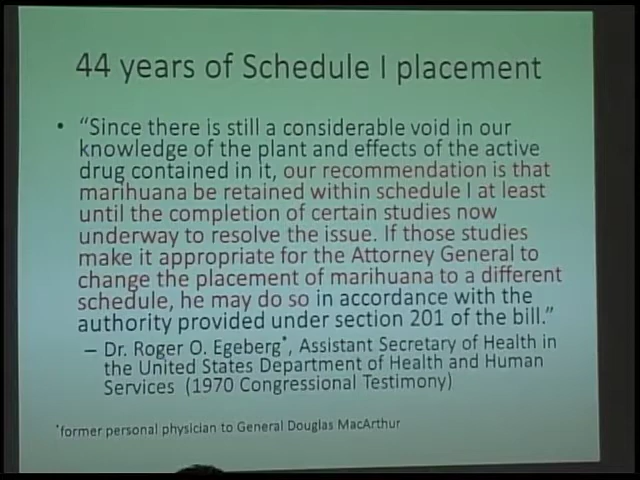 44 years of Schedule I placement
• “Since there is still a considerable void in our
knowledge of the plant and effects of the active
drug contained in it, our recommendation is that
marihuana be retained within schedule I at least
until the completion of certain studies now
underway to resolve the issue. If those studies
make it appropriate for the Attorney General to
change the placement of marihuana to a different
schedule, he may do so in accordance with the
authority provided under section 201 of the bill.”
– Dr. Roger O. Egeberg*, Assistant Secretary of Health in
the United States Department of Health and Human
Services (1970 Congressional Testimony)
*former personal physician to General Douglas MacArthur